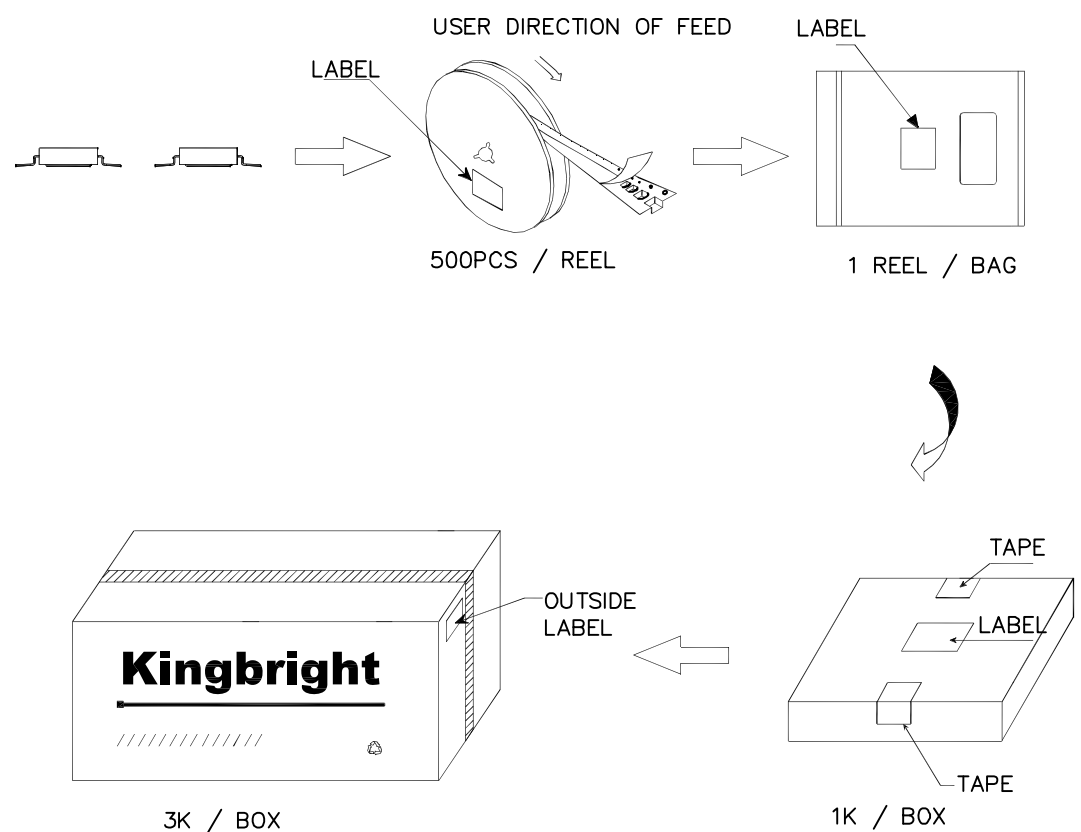 USER DIRECTION OF FEED
LABEL
LABEL
500PCS / REEL
1 REEL / BAG
TAPE
LABEL
TAPE
1K / BOX
OUTSIDE
LABEL
Kingbright
3K / BOX